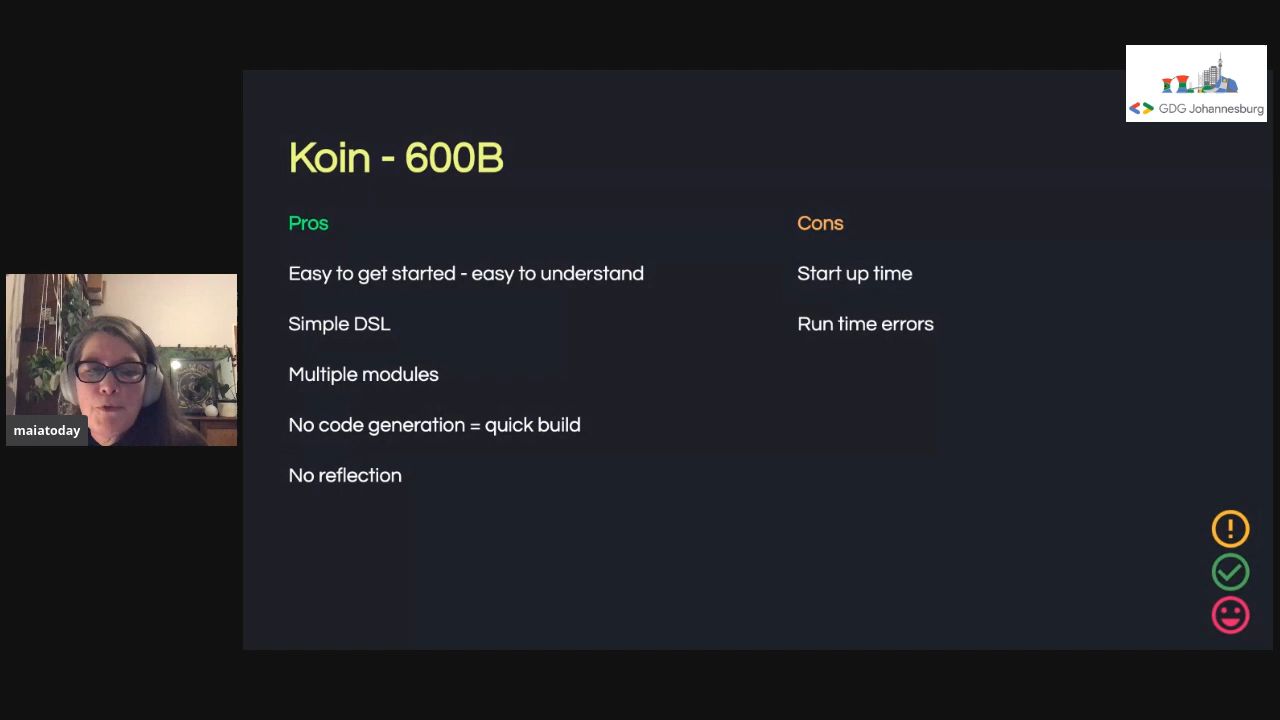 GDG Johannesburg
Koin - 600B
Pros
Easy to get started - easy to understand
Simple DSL
Multiple modules
No code generation = quick build
No reflection
Cons
Start up time
Run time errors
maiatoday